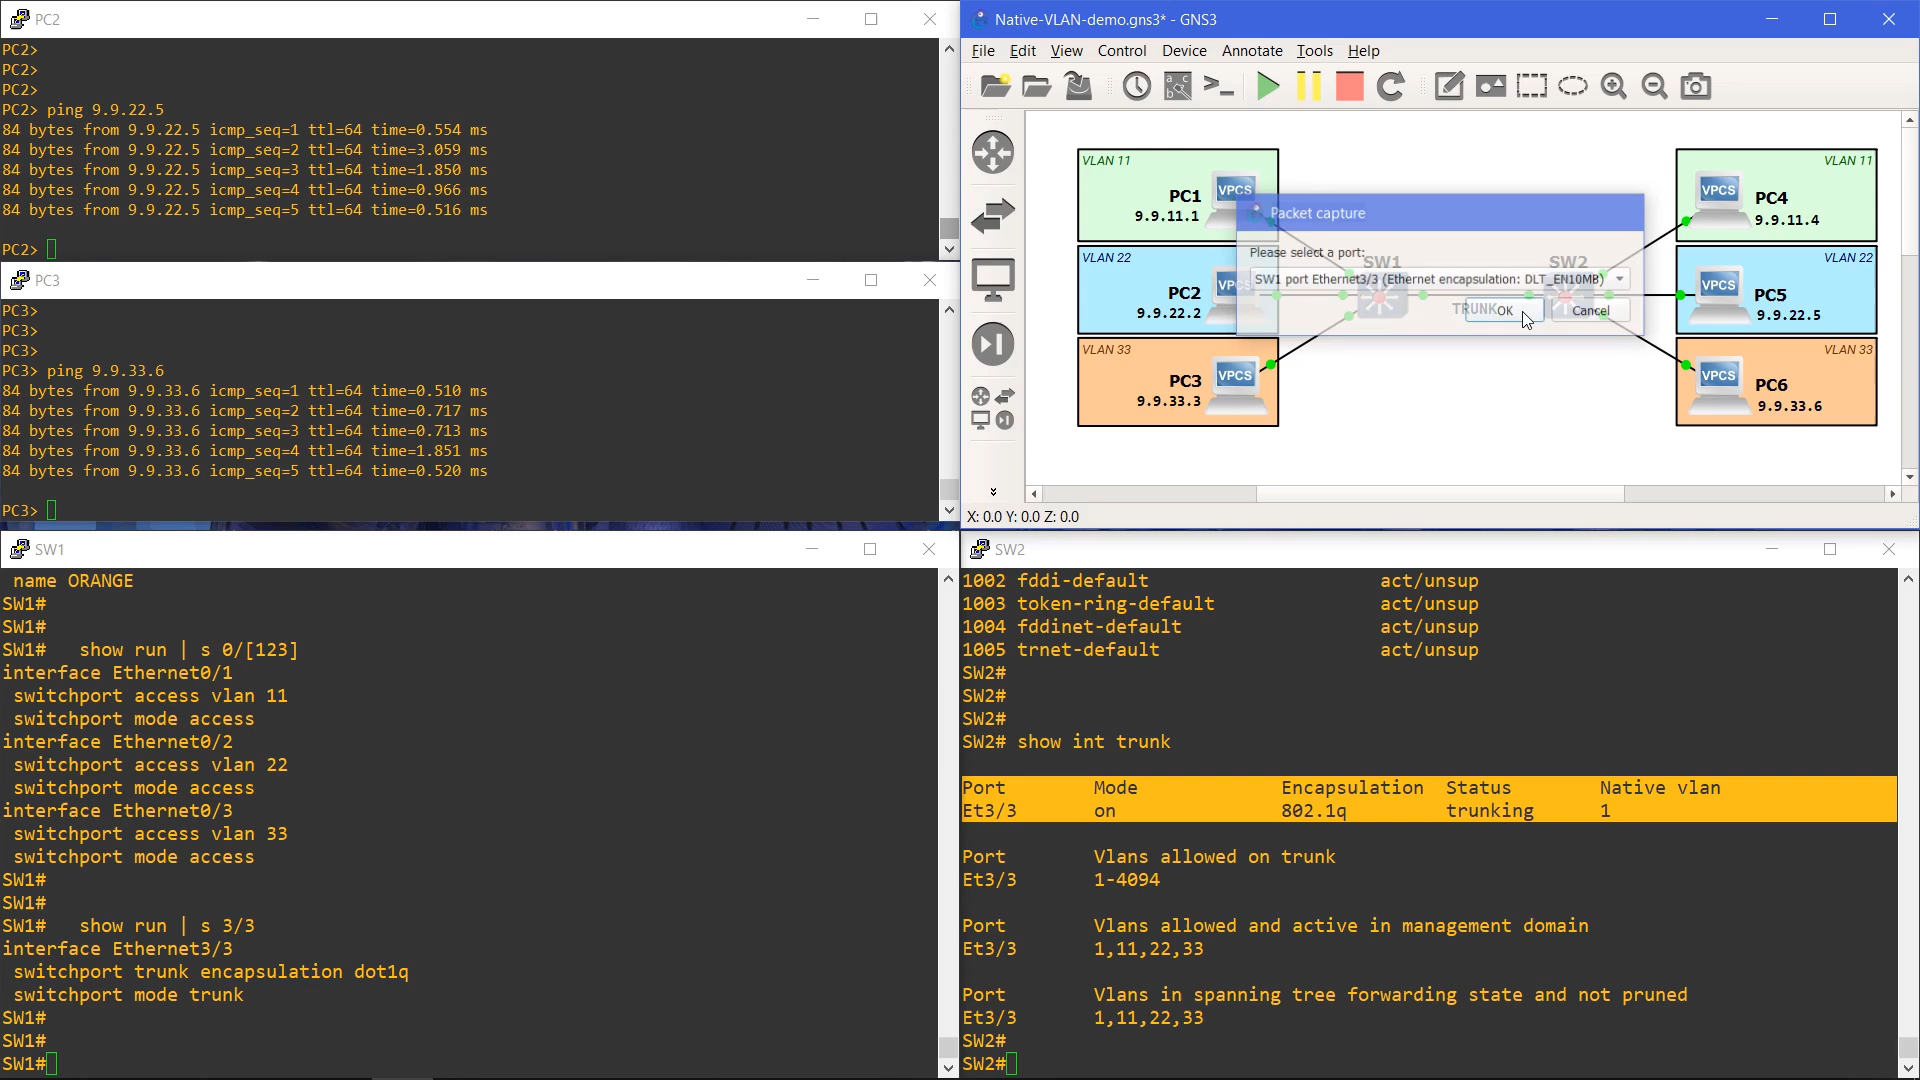 PC2
PC2>
PC2>
PC2>
PC2> ping 9.9.22.5
84 bytes from 9.9.22.5 icmp_seq=1 ttl=64 time=0.554 ms
84 bytes from 9.9.22.5 icmp_seq=2 ttl=64 time=3.059 ms
84 bytes from 9.9.22.5 icmp_seq=3 ttl=64 time=1.850 ms
84 bytes from 9.9.22.5 icmp_seq=4 ttl=64 time=0.966 ms
84 bytes from 9.9.22.5 icmp_seq=5 ttl=64 time=0.516 ms
PC2>
PC3
PC3>
PC3>
PC3>
PC3> ping 9.9.33.6
84 bytes from 9.9.33.6 icmp_seq=1 ttl=64 time=0.510 ms
84 bytes from 9.9.33.6 icmp_seq=2 ttl=64 time=0.717 ms
84 bytes from 9.9.33.6 icmp_seq=3 ttl=64 time=0.713 ms
84 bytes from 9.9.33.6 icmp_seq=4 ttl=64 time=1.851 ms
84 bytes from 9.9.33.6 icmp_seq=5 ttl=64 time=0.520 ms
PC3>
Native-VLAN-demo.gns3* - GNS3
File Edit View Control Device Annotate Tools Help
VLAN 11
PC1
9.9.11.1
VPCS
VLAN 22
PC2
9.9.22.2
VPCS
VLAN 33
PC3
9.9.33.3
VPCS
Packet capture
Please select a port:
SW1 port Ethernet3/3 (Ethernet encapsulation: DLT_EN10MB)
OK Cancel
SW1
SW2
TRUNK
VLAN 11
VPCS
PC4
9.9.11.4
VLAN 22
VPCS
PC5
9.9.22.5
VLAN 33
VPCS
PC6
9.9.33.6
X: 0.0 Y: 0.0 Z: 0.0
SW1
name ORANGE
SW1#
SW1#
SW1# show run | s 0/[123]
interface Ethernet0/1
switchport access vlan 11
switchport mode access
interface Ethernet0/2
switchport access vlan 22
switchport mode access
interface Ethernet0/3
switchport access vlan 33
switchport mode access
SW1#
SW1#
SW1# show run | s 3/3
interface Ethernet3/3
switchport trunk encapsulation dot1q
switchport mode trunk
SW1#
SW1#
SW1#
SW2
1002 fddi-default act/unsup
1003 token-ring-default act/unsup
1004 fddinet-default act/unsup
1005 trnet-default act/unsup
SW2#
SW2#
SW2#
SW2# show int trunk
Port Mode Encapsulation Status Native vlan
Et3/3 on 802.1q trunking 1
Port Vlans allowed on trunk
Et3/3 1-4094
Port Vlans allowed and active in management domain
Et3/3 1,11,22,33
Port Vlans in spanning tree forwarding state and not pruned
Et3/3 1,11,22,33
SW2#
SW2#